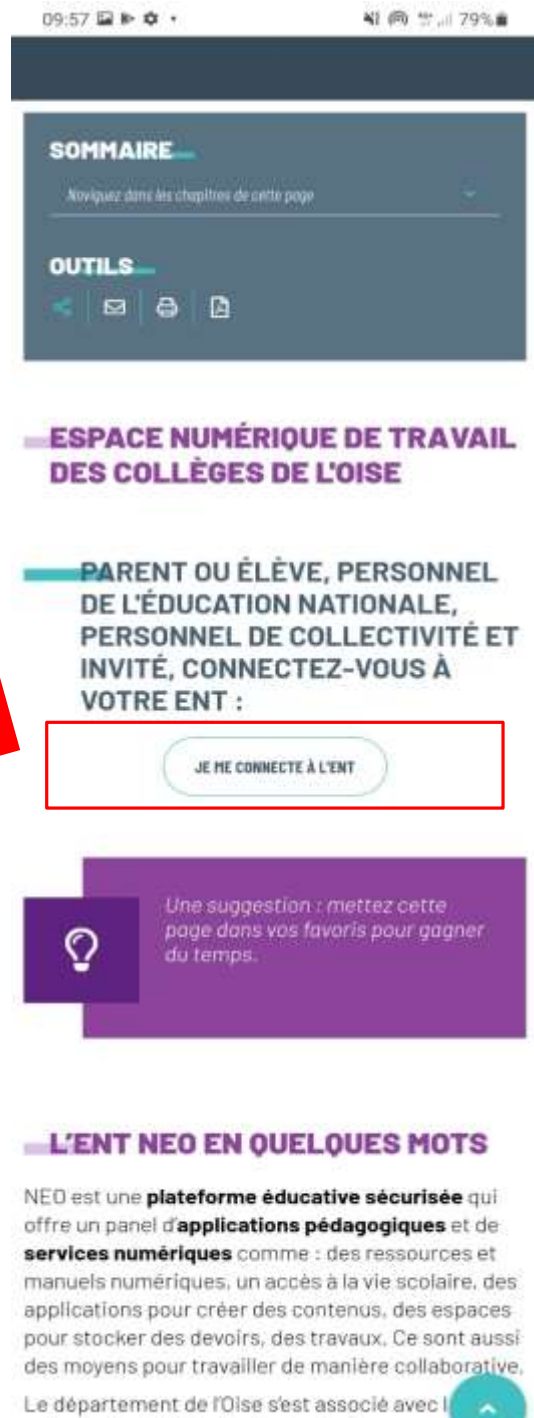 09:57
79%
SOMMAIRE
Naviguez dans les chapitres de cette page
OUTILS
ESPACE NUMÉRIQUE DE TRAVAIL
DES COLLÈGES DE L'OISE
PARENT OU ÉLÈVE, PERSONNEL
DE L'ÉDUCATION NATIONALE,
PERSONNEL DE COLLECTIVITÉ ET
INVITÉ, CONNECTEZ-VOUS À
VOTRE ENT :
JE ME CONNECTE À L'ENT
Une suggestion : mettez cette
page dans vos favoris pour gagner
du temps.
L'ENT NEO EN QUELQUES MOTS
NEO est une plateforme éducative sécurisée qui
offre un panel d'applications pédagogiques et de
services numériques comme : des ressources et
manuels numériques, un accès à la vie scolaire, des
applications pour créer des contenus, des espaces
pour stocker des devoirs, des travaux. Ce sont aussi
des moyens pour travailler de manière collaborative.
Le département de l'Oise s'est associé avec